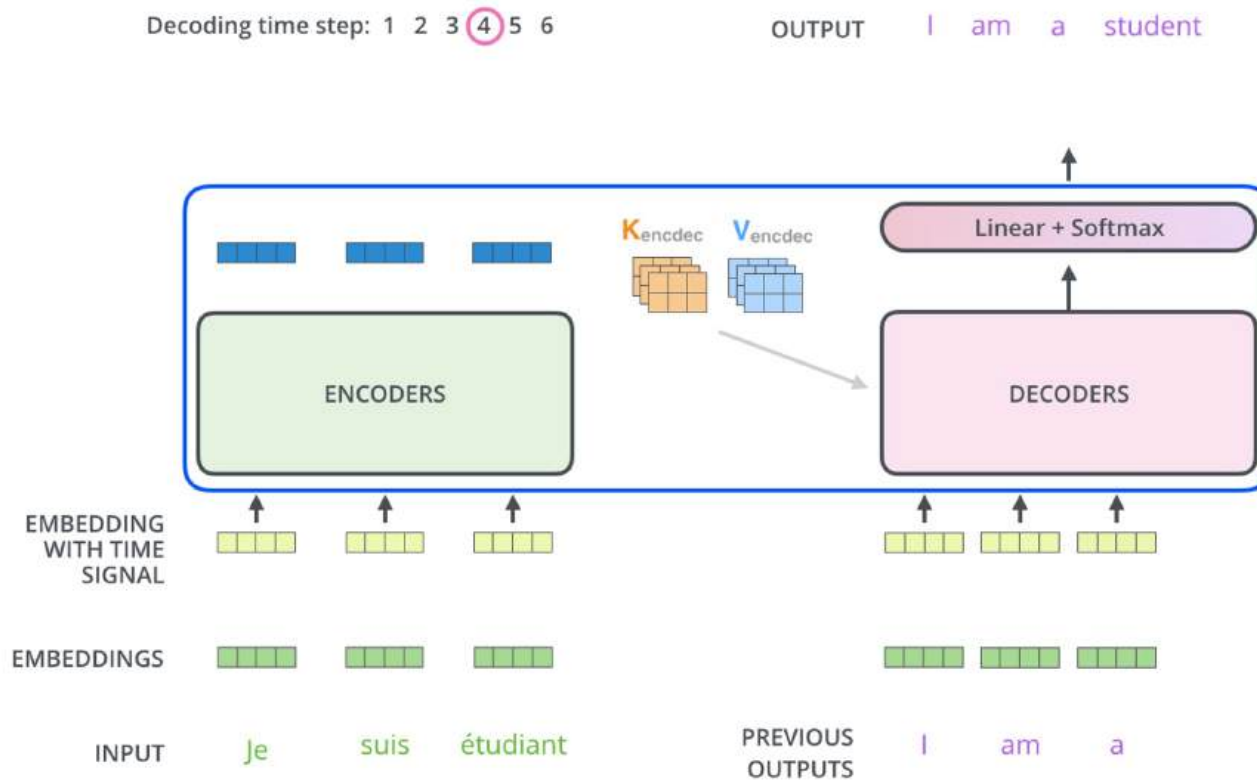 Decoding time step: 1 2 3 4 5 6
OUTPUT I am a student
Kencdec Vencdec
Linear + Softmax
ENCODERS
DECODERS
EMBEDDING
WITH TIME
SIGNAL
EMBEDDINGS
INPUT Je suis étudiant
PREVIOUS
OUTPUTS
I am a